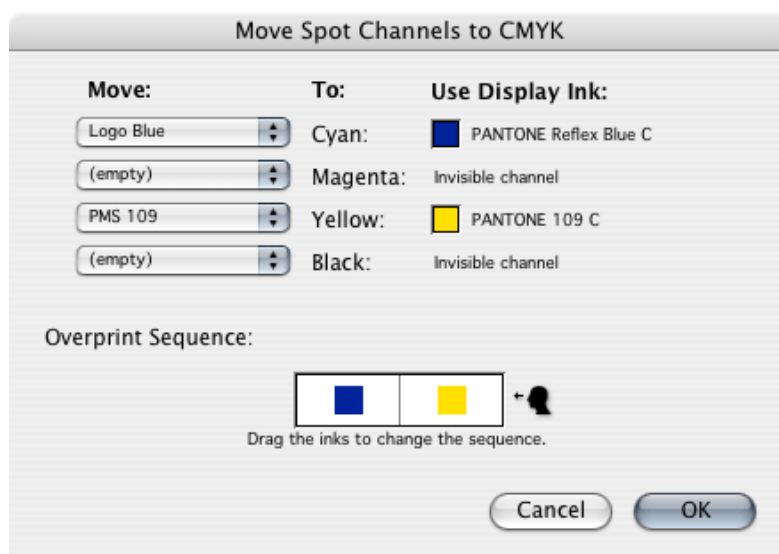 Move Spot Channels to CMYK
Move: To: Use Display Ink:
Logo Blue Cyan: PANTONE Reflex Blue C
(empty) Magenta: Invisible channel
PMS 109 Yellow: PANTONE 109 C
(empty) Black: Invisible channel
Overprint Sequence:
Drag the inks to change the sequence.
Cancel OK